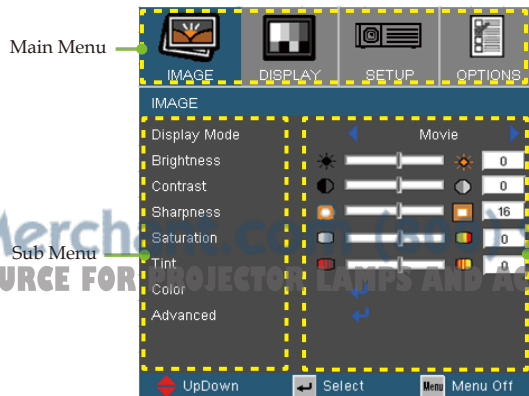 Main Menu
IMAGE DISPLAY SETUP OPTIONS
IMAGE
Display Mode Movie
Brightness 0
Contrast 0
Sharpness 16
Saturation 0
Sub Menu
Tint 0
Color
Advanced
UpDown Select Menu Menu Off